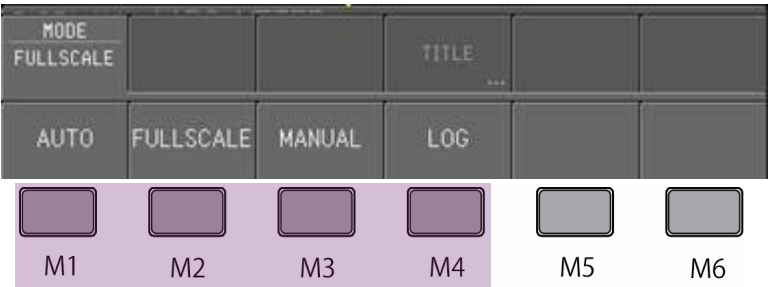 MODE
FULLSCALE
TITLE
...
AUTO FULLSCALE MANUAL LOG
M1 M2 M3 M4 M5 M6